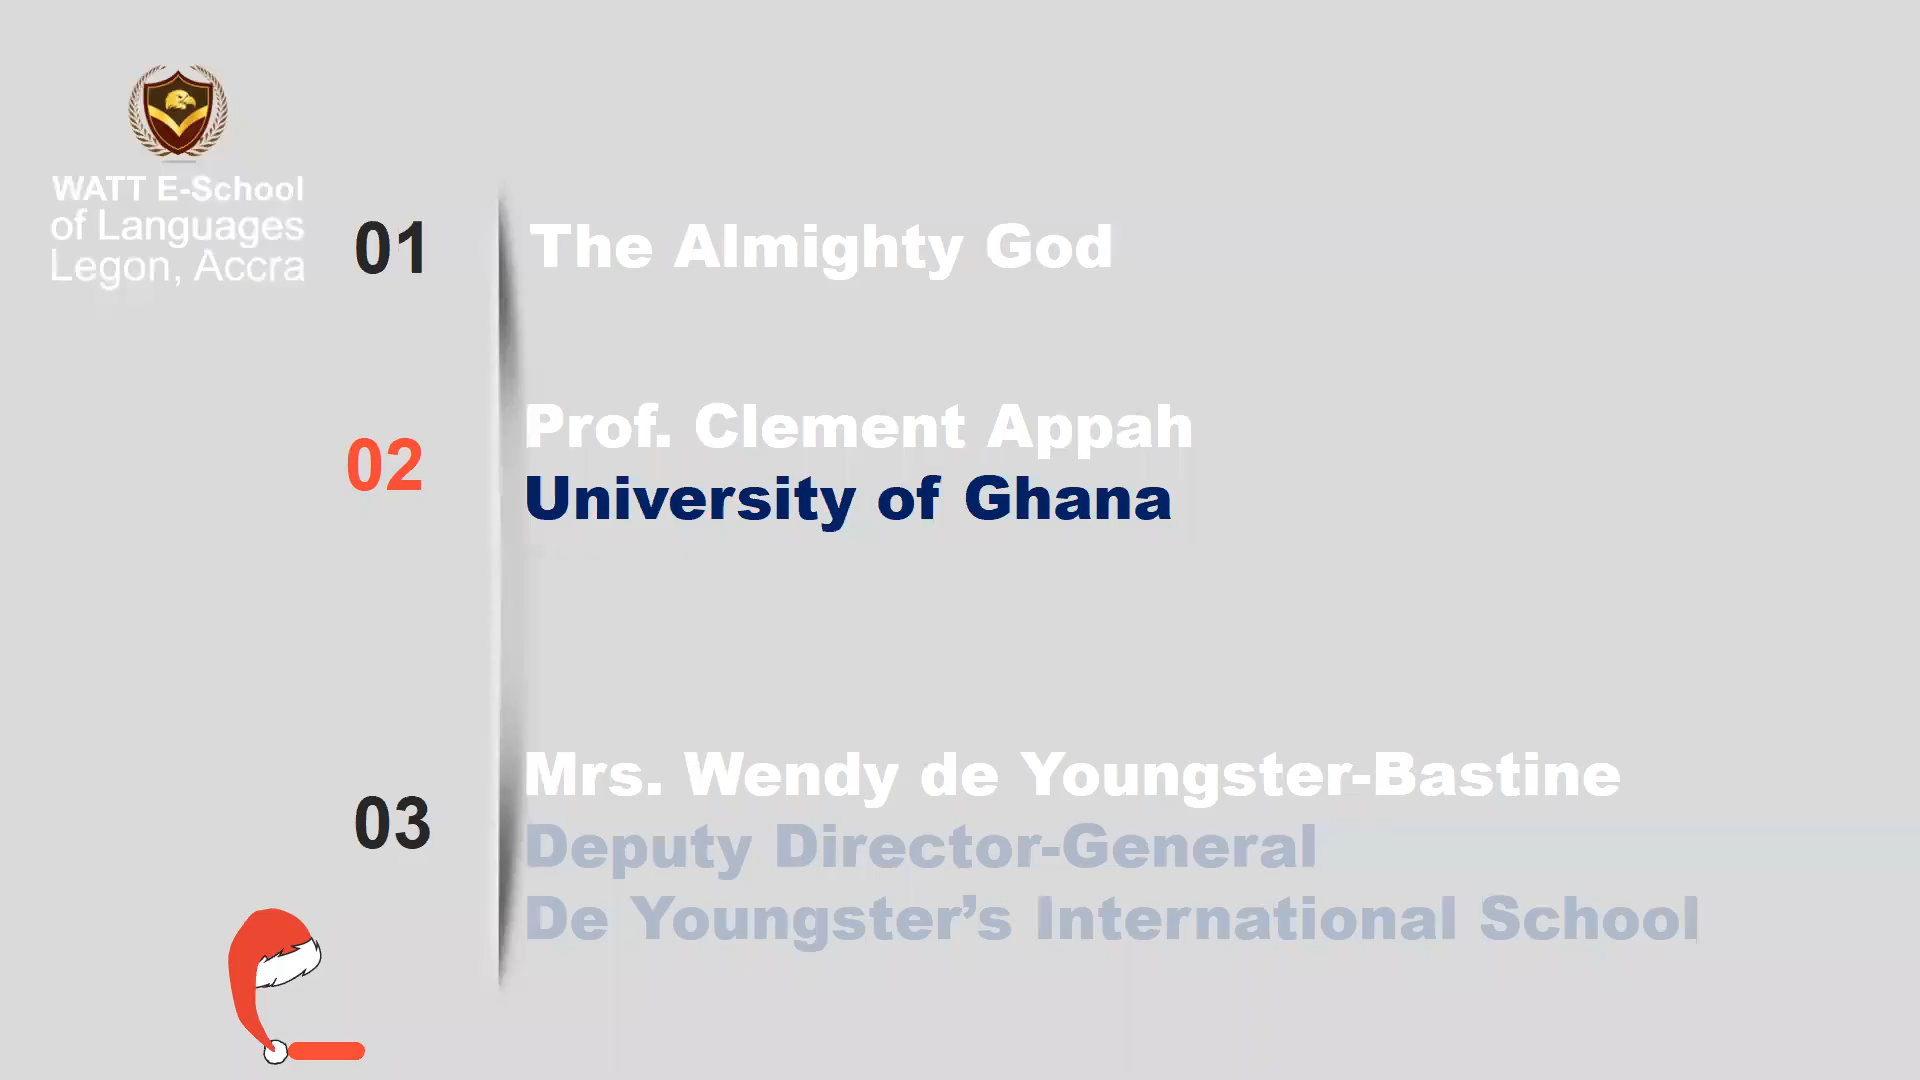 WATT E-School
of Languages
Legon, Accra
01
The Almighty God
02
Prof. Clement Appah
University of Ghana
03
Mrs. Wendy de Youngster-Bastine
Deputy Director-General
De Youngster’s International School